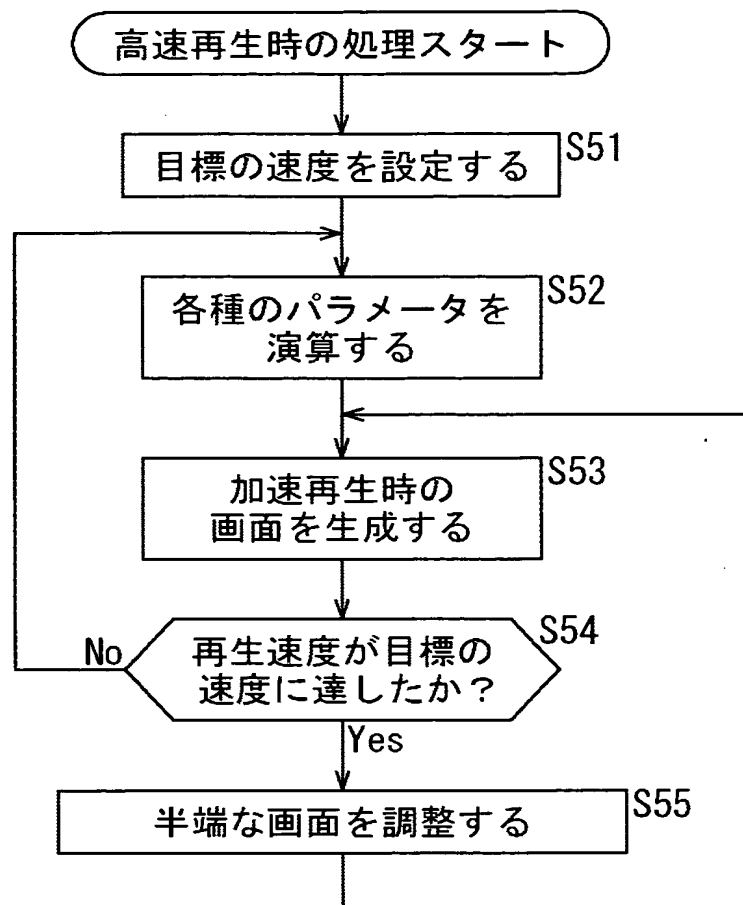 高速再生時の処理スタート
S51
目標の速度を設定する
S52
各種のパラメータを
演算する
S53
加速再生時の
画面を生成する
S54
No
再生速度が目標の
速度に達したか？
Yes
S55
半端な画面を調整する